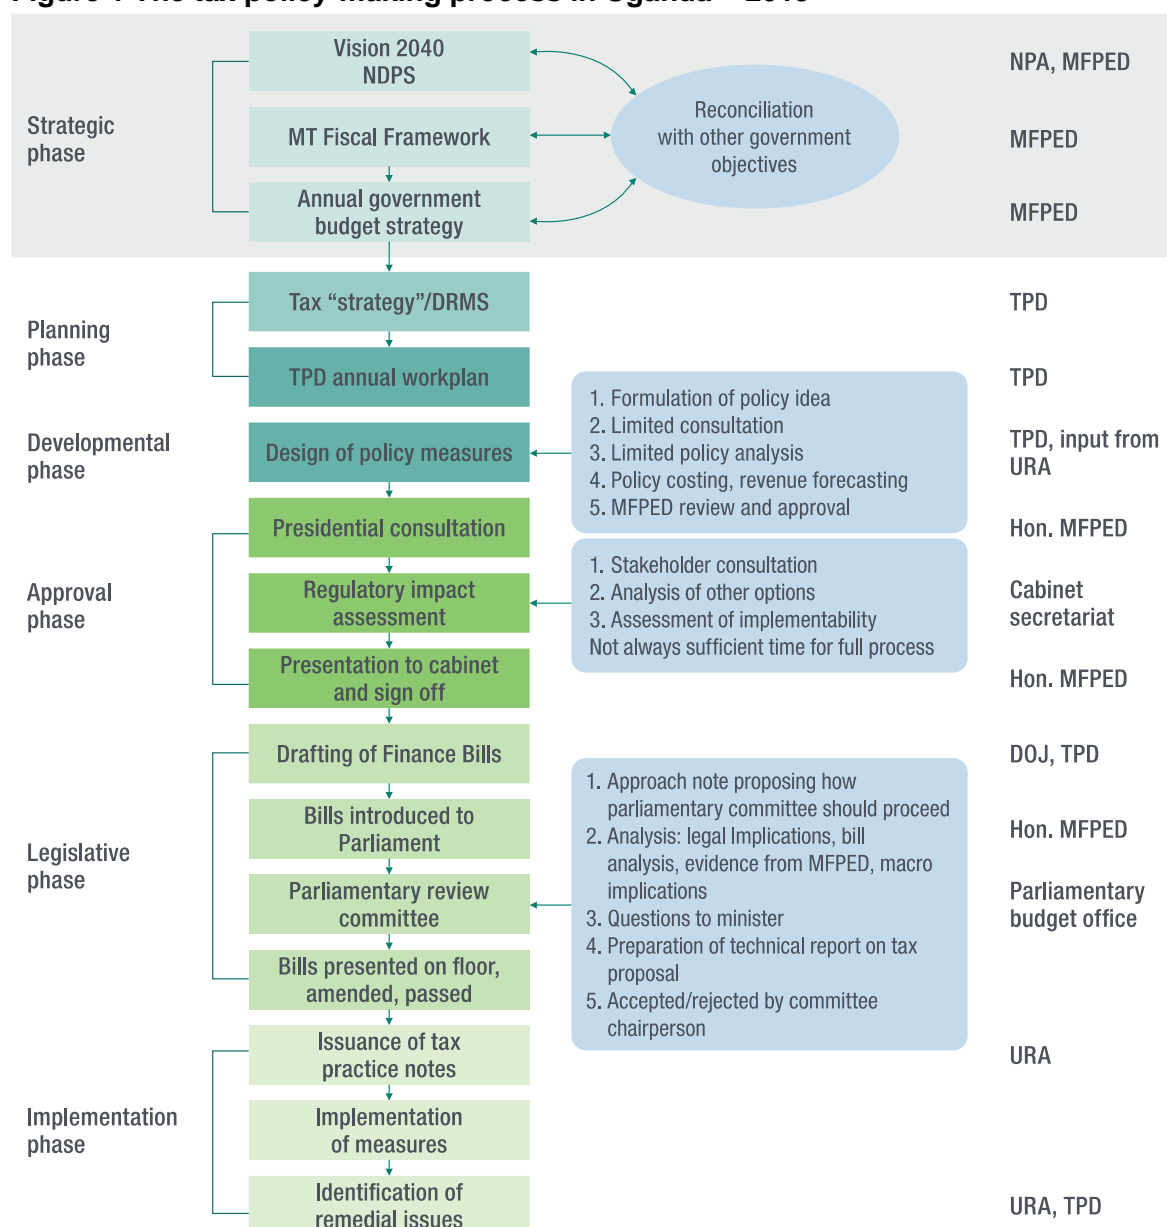 Strategic
phase
Vision 2040
NDPS
NPA, MFPED
MT Fiscal Framework
Reconciliation
with other government
objectives
MFPED
Annual government
budget strategy
MFPED
Planning
phase
Tax “strategy”/DRMS
TPD
TPD annual workplan
TPD
Developmental
phase
Design of policy measures
1. Formulation of policy idea
2. Limited consultation
3. Limited policy analysis
4. Policy costing, revenue forecasting
5. MFPED review and approval
TPD, input from
URA
Approval
phase
Presidential consultation
Hon. MFPED
Regulatory impact
assessment
1. Stakeholder consultation
2. Analysis of other options
3. Assessment of implementability
Not always sufficient time for full process
Cabinet
secretariat
Presentation to cabinet
and sign off
Hon. MFPED
Legislative
phase
Drafting of Finance Bills
DOJ, TPD
Bills introduced to
Parliament
Hon. MFPED
Parliamentary review
committee
1. Approach note proposing how
parliamentary committee should proceed
2. Analysis: legal Implications, bill
analysis, evidence from MFPED, macro
implications
3. Questions to minister
4. Preparation of technical report on tax
proposal
5. Accepted/rejected by committee
chairperson
Parliamentary
budget office
Bills presented on floor,
amended, passed
Implementation
phase
Issuance of tax
practice notes
URA
Implementation
of measures
Identification of
remedial issues
URA, TPD